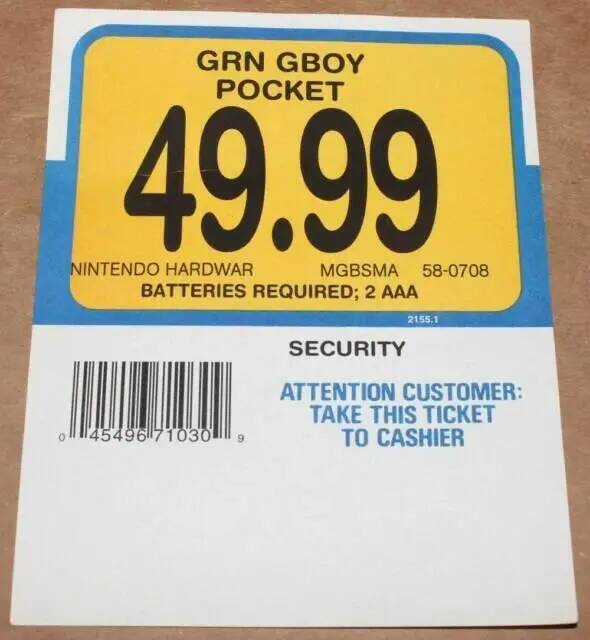 GRN GBOY
POCKET
49.99
NINTENDO HARDWAR MGBSMA 58-0708
BATTERIES REQUIRED; 2 AAA
2155.1
SECURITY
ATTENTION CUSTOMER:
TAKE THIS TICKET
TO CASHIER
0 45496 71030 9